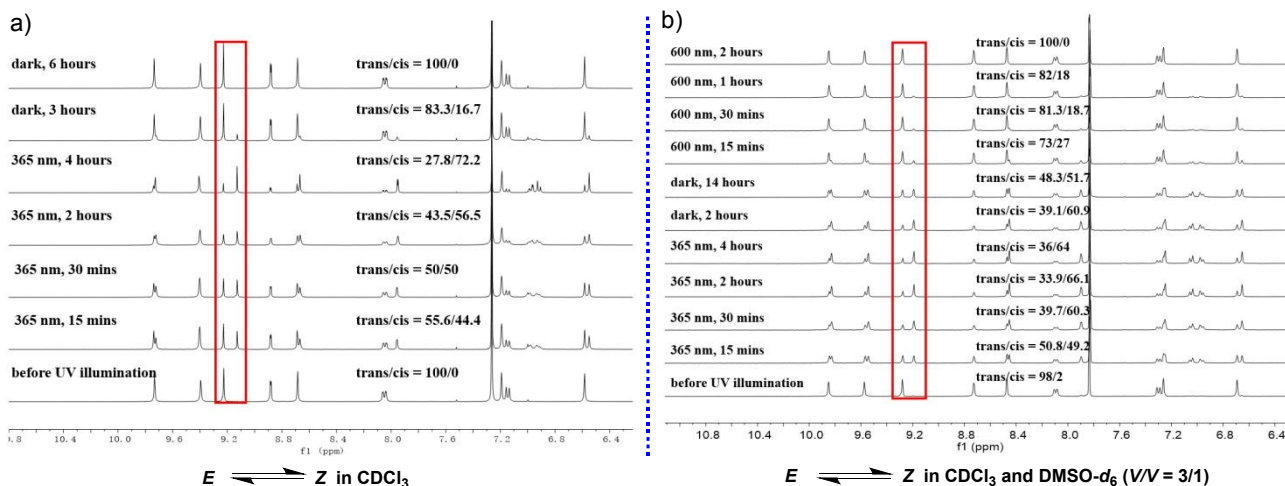 a)
dark, 6 hours trans/cis = 100/0
dark, 3 hours trans/cis = 83.3/16.7
365 nm, 4 hours trans/cis = 27.8/72.2
365 nm, 2 hours trans/cis = 43.5/56.5
365 nm, 30 mins trans/cis = 50/50
365 nm, 15 mins trans/cis = 55.6/44.4
before UV illumination trans/cis = 100/0
0.8 10.4 10.0 9.6 9.2 8.8 8.4 8.0 7.6 7.2 6.8 6.4
f1 (ppm)
E ⇌ Z in CDCl₃
b)
600 nm, 2 hours trans/cis = 100/0
600 nm, 1 hours trans/cis = 82/18
600 nm, 30 mins trans/cis = 81.3/18.7
600 nm, 15 mins trans/cis = 73/27
dark, 14 hours trans/cis = 48.3/51.7
dark, 2 hours trans/cis = 39.1/60.9
365 nm, 4 hours trans/cis = 36/64
365 nm, 2 hours trans/cis = 33.9/66.1
365 nm, 30 mins trans/cis = 39.7/60.3
365 nm, 15 mins trans/cis = 50.8/49.2
before UV illumination trans/cis = 98/2
10.8 10.4 10.0 9.6 9.2 8.8 8.4 8.0 7.6 7.2 6.8 6.4
f1 (ppm)
E ⇌ Z in CDCl₃ and DMSO-d₆ (V/V = 3/1)